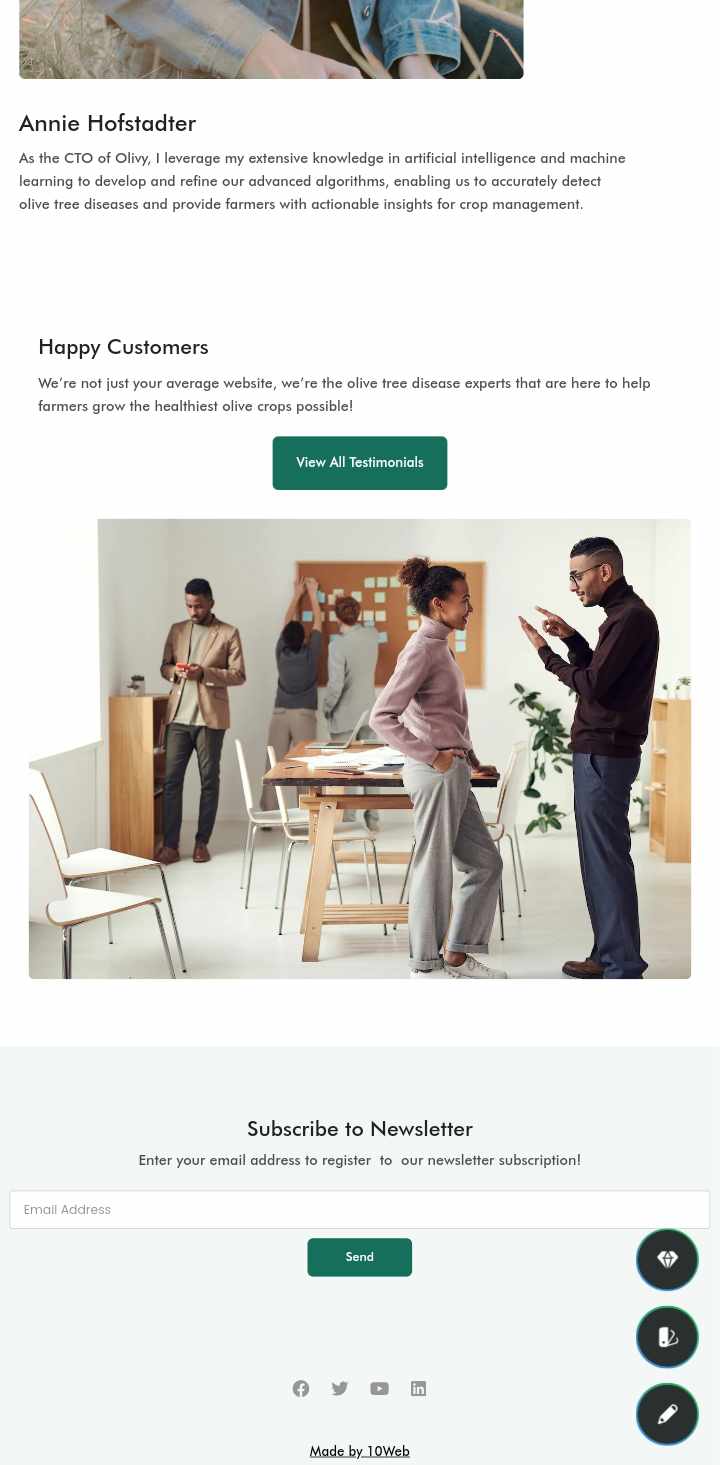 Annie Hofstadter
As the CTO of Olivy, I leverage my extensive knowledge in artificial intelligence and machine
learning to develop and refine our advanced algorithms, enabling us to accurately detect
olive tree diseases and provide farmers with actionable insights for crop management.
Happy Customers
We’re not just your average website, we’re the olive tree disease experts that are here to help
farmers grow the healthiest olive crops possible!
View All Testimonials
Subscribe to Newsletter
Enter your email address to register  to  our newsletter subscription!
Email Address
Send
Made by 10Web